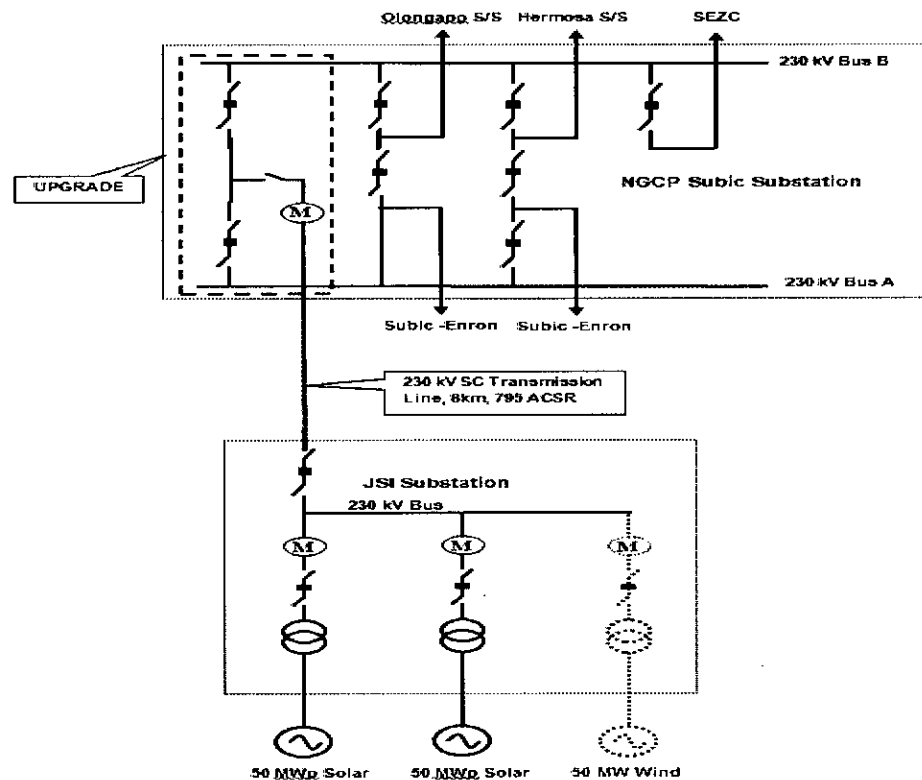 Olongapo S/S
Hermosa S/S
SEZC
230 kV Bus B
UPGRADE
NGCP Subic Substation
M
230 kV Bus A
Subic -Enron
Subic -Enron
230 kV SC Transmission
Line, 8km, 795 ACSR
JSI Substation
230 kV Bus
M
M
M
50 MWp Solar
50 MWp Solar
50 MW Wind